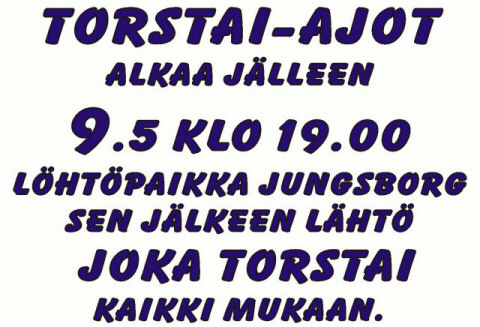 TORSTAI-AJOT
ALKAA JÄLLEEN
9.5 KLO 19.00
LÖHTÖPAIKKA JUNGSBORG
SEN JÄLKEEN LÄHTÖ
JOKA TORSTAI
KAIKKI MUKAAN.